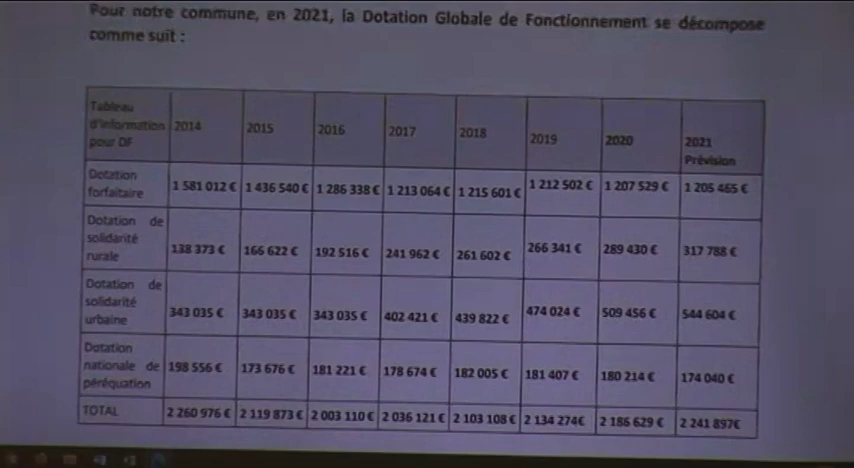 Pour notre commune, en 2021, la Dotation Globale de Fonctionnement se décompose
comme suit :
Tableau
d'information
pour DF
2014 2015 2016 2017 2018 2019 2020 2021
Prévision
Dotation
forfaitaire
1 581 012 € 1 436 540 € 1 286 338 € 1 213 064 € 1 215 601 € 1 212 502 € 1 207 529 € 1 205 465 €
Dotation de
solidarité
rurale
138 373 € 166 622 € 192 516 € 241 962 € 261 602 € 266 341 € 289 430 € 317 788 €
Dotation de
solidarité
urbaine
343 035 € 343 035 € 343 035 € 402 421 € 439 822 € 474 024 € 509 456 € 544 604 €
Dotation
nationale de
péréquation
198 556 € 173 676 € 181 221 € 178 674 € 182 005 € 181 407 € 180 214 € 174 040 €
TOTAL 2 260 976 € 2 119 873 € 2 003 110 € 2 036 121 € 2 103 108 € 2 134 274€ 2 186 629 € 2 241 897€